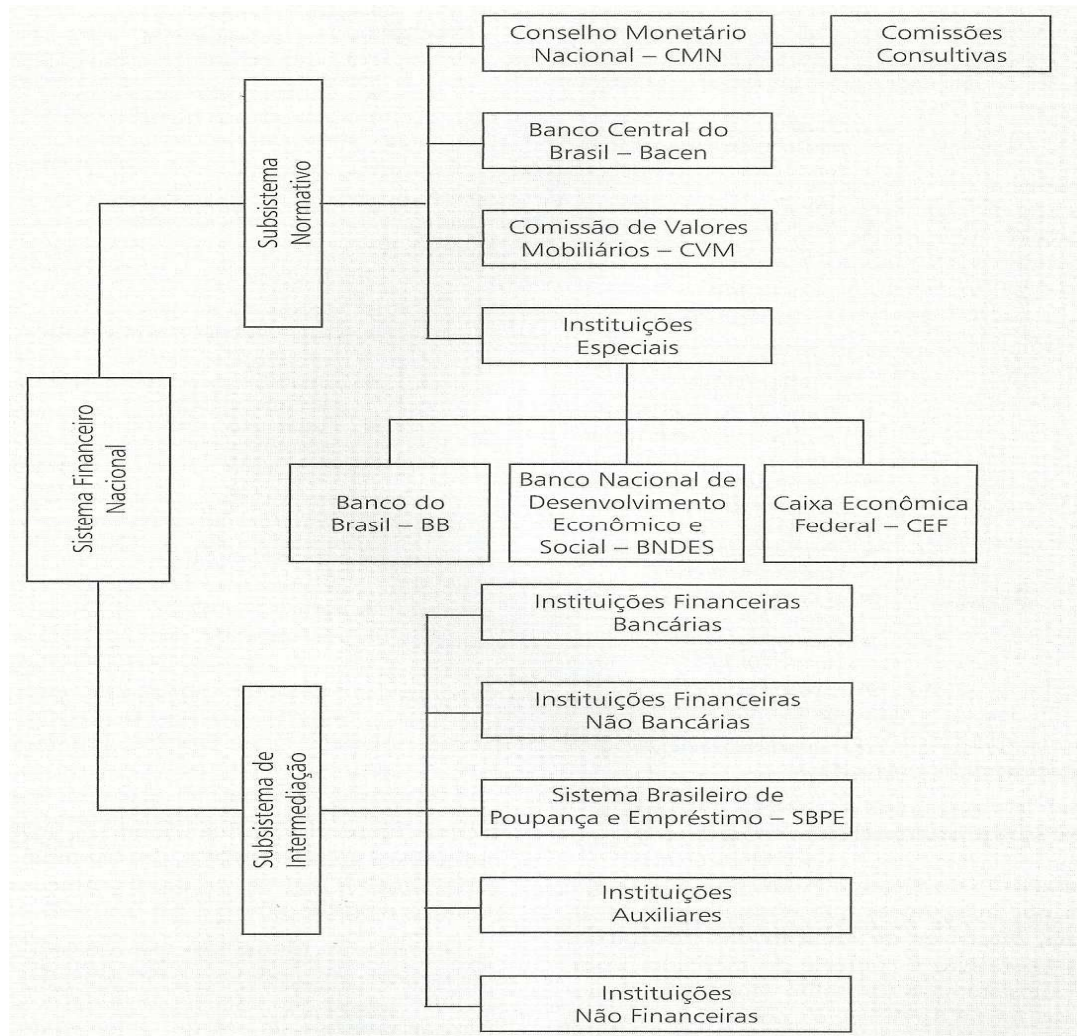 Conselho Monetário
Nacional – CMN
Comissões
Consultivas
Subsistema
Normativo
Banco Central do
Brasil – Bacen
Comissão de Valores
Mobiliários – CVM
Instituições
Especiais
Sistema Financeiro
Nacional
Banco do
Brasil – BB
Banco Nacional de
Desenvolvimento
Econômico e
Social – BNDES
Caixa Econômica
Federal – CEF
Instituições Financeiras
Bancárias
Subsistema de
Intermediação
Instituições Financeiras
Não Bancárias
Sistema Brasileiro de
Poupança e Empréstimo – SBPE
Instituições
Auxiliares
Instituições
Não Financeiras